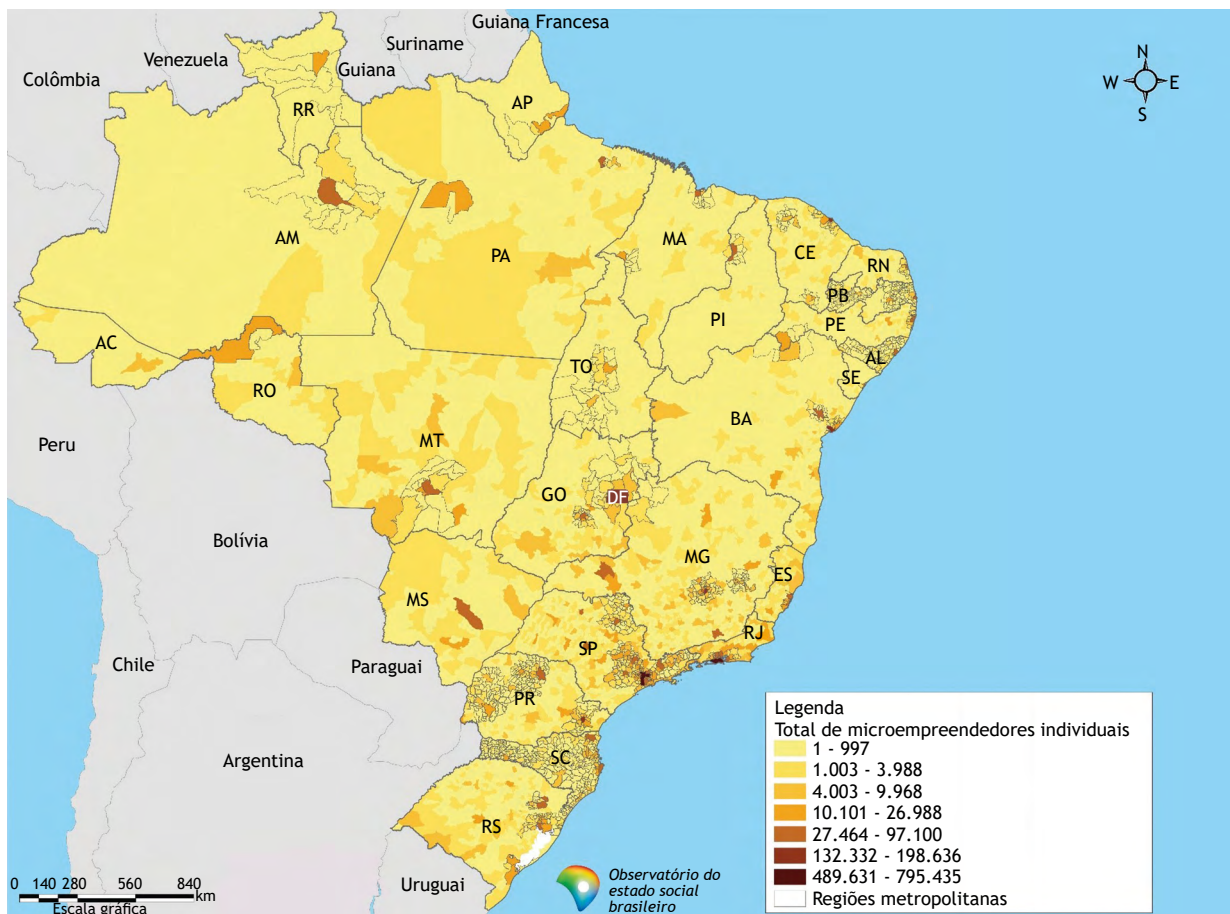 Guiana Francesa
Suriname
Venezuela
Guiana
Colômbia
N
W E
S
RR
AP
AM
PA
MA
CE
RN
PB
PI
PE
AC
AL
TO
SE
RO
BA
MT
Peru
GO
DF
Bolívia
MG
ES
MS
RJ
SP
Chile
Paraguai
PR
SC
Argentina
RS
Uruguai
Legenda
Total de microempreendedores individuais
1 - 997
1.003 - 3.988
4.003 - 9.968
10.101 - 26.988
27.464 - 97.100
132.332 - 198.636
489.631 - 795.435
Regiões metropolitanas
Observatório do
estado social
brasileiro
0 140 280 560 840
km
Escala gráfica